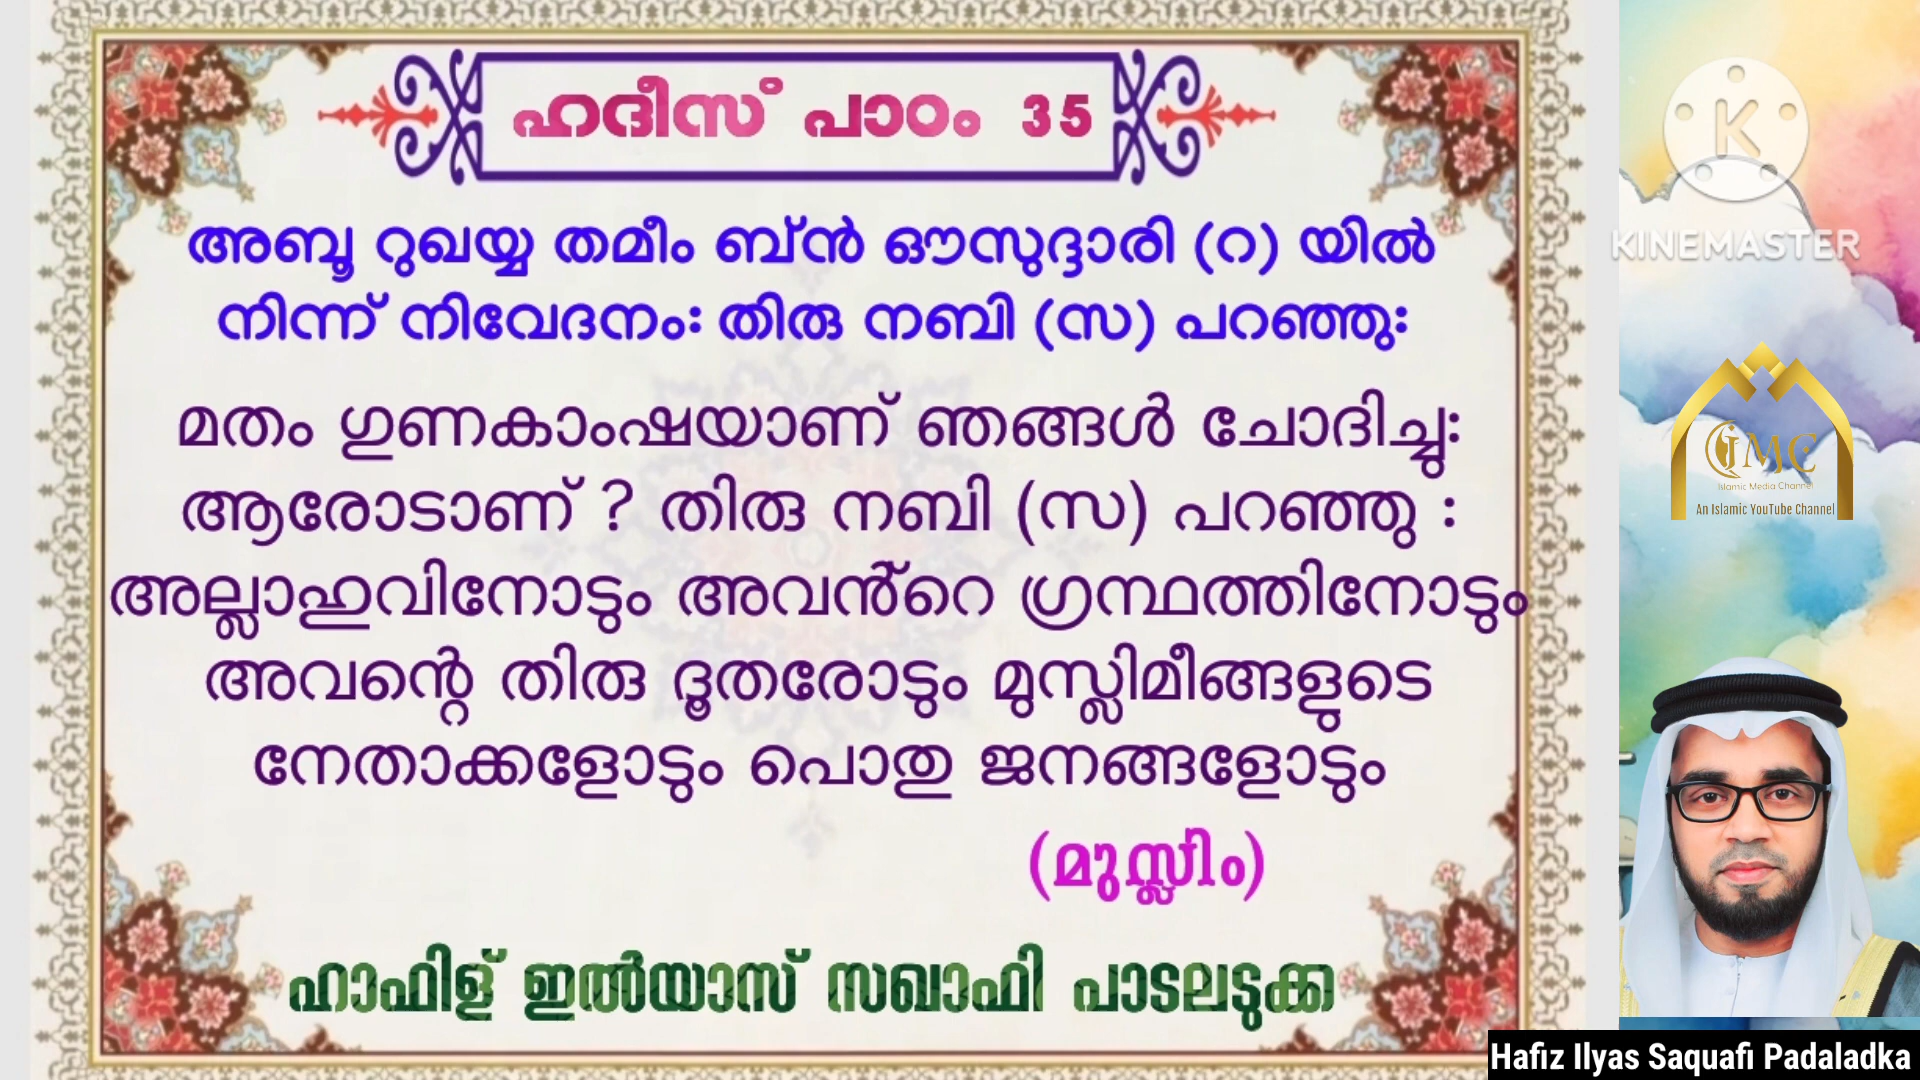 ഹദീസ് പാഠം 35
അബൂ റുഖയ്യ തമീം ബ്ൻ ഔസുദ്ദാരി (റ) യിൽ
നിന്ന് നിവേദനം: തിരു നബി (സ) പറഞ്ഞു:
മതം ഗുണകാംഷയാണ് ഞങ്ങൾ ചോദിച്ചു:
ആരോടാണ് ? തിരു നബി (സ) പറഞ്ഞു :
അല്ലാഹുവിനോടും അവൻ്റെ ഗ്രന്ഥത്തിനോടും
അവന്റെ തിരു ദൂതരോടും മുസ്ലിമീങ്ങളുടെ
നേതാക്കളോടും പൊതു ജനങ്ങളോടും
(മുസ്ലിം)
ഹാഫിള് ഇൽയാസ് സഖാഫി പാടലടുക്ക
K
KINEMASTER
IMC
Islamic Media Channel
An Islamic YouTube Channel
Hafiz Ilyas Saquafi Padaladka